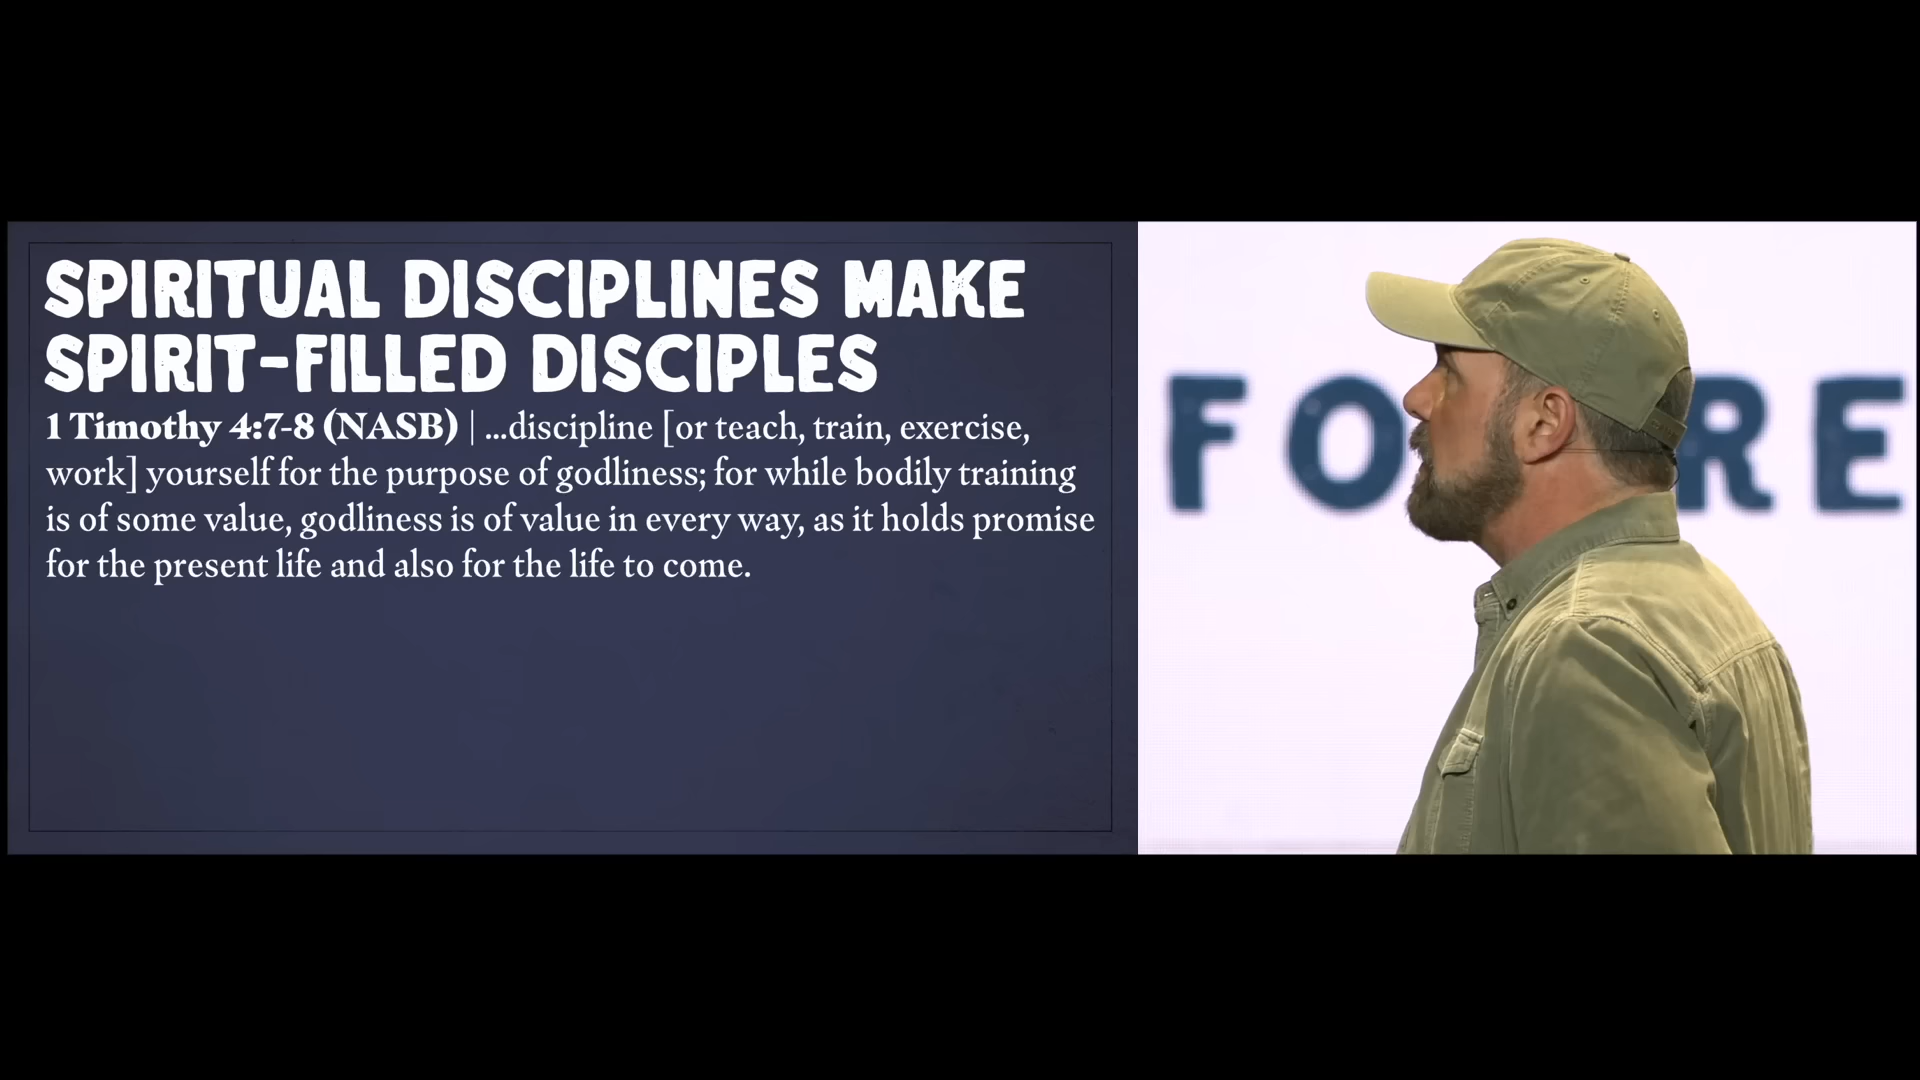 SPIRITUAL DISCIPLINES MAKE
SPIRIT-FILLED DISCIPLES
1 Timothy 4:7-8 (NASB) | ...discipline [or teach, train, exercise,
work] yourself for the purpose of godliness; for while bodily training
is of some value, godliness is of value in every way, as it holds promise
for the present life and also for the life to come.